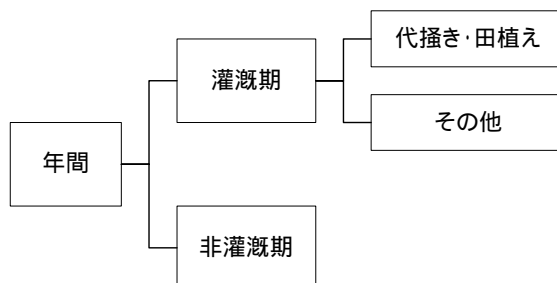 代掻き・田植え
灌漑期
その他
年間
非灌漑期